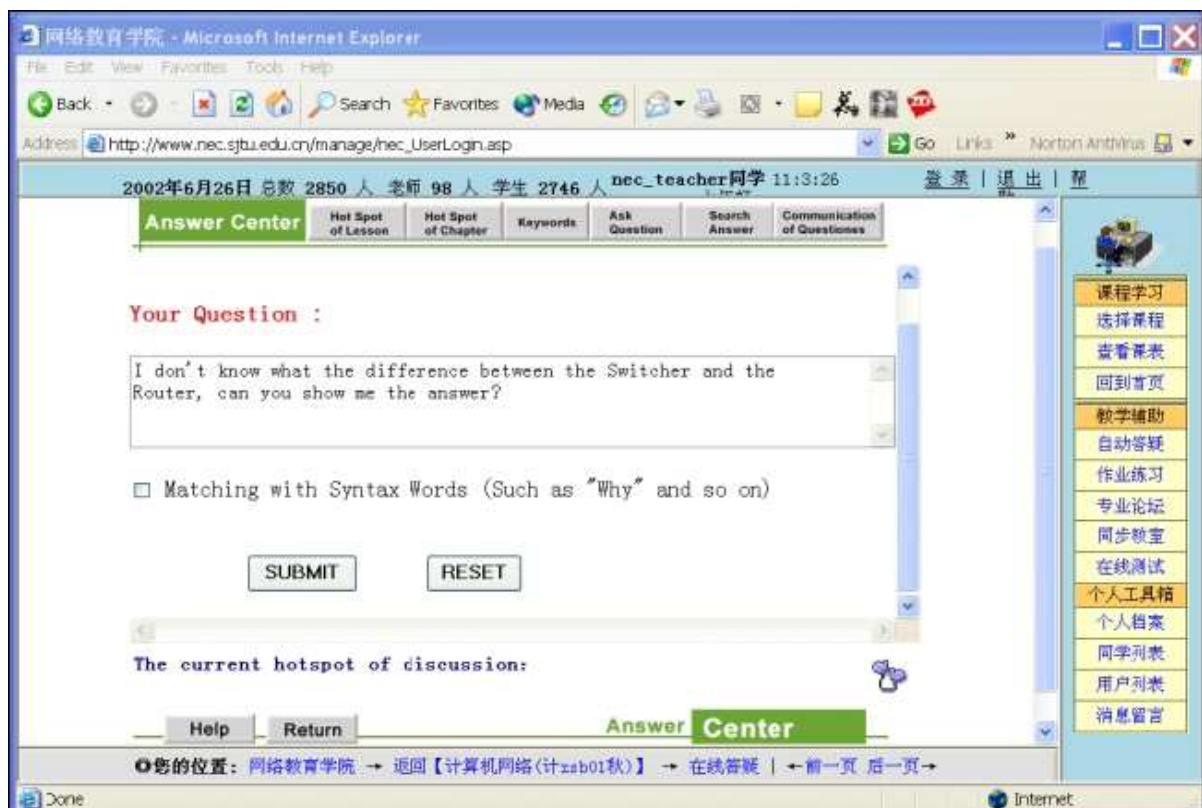 网络教育学院 - Microsoft Internet Explorer
File Edit View Favorites Tools Help
Back Search Favorites Media
Address http://www.nec.sjtu.edu.cn/manage/nec_UserLogin.asp Go Links » Norton AntiVirus
2002年6月26日 总数 2850 人 老师 98 人 学生 2746 人 nec_teacher同学 11:3:26 登 录 | 退 出 | 帮
Answer Center
Hot Spot of Lesson
Hot Spot of Chapter
Keywords
Ask Question
Search Answer
Communication of Questiones
Your Question :
I don't know what the difference between the Switcher and the
Router, can you show me the answer?
Matching with Syntax Words (Such as "Why" and so on)
SUBMIT RESET
The current hotspot of discussion:
Help Return Answer Center
您的位置: 网络教育学院 → 返回【计算机网络(计zsb01秋)】 → 在线答疑 | ←前一页 后一页→
Done Internet
课程学习
选择课程
查看课表
回到首页
教学辅助
自动答疑
作业练习
专业论坛
同步教室
在线测试
个人工具箱
个人档案
同学列表
用户列表
消息留言